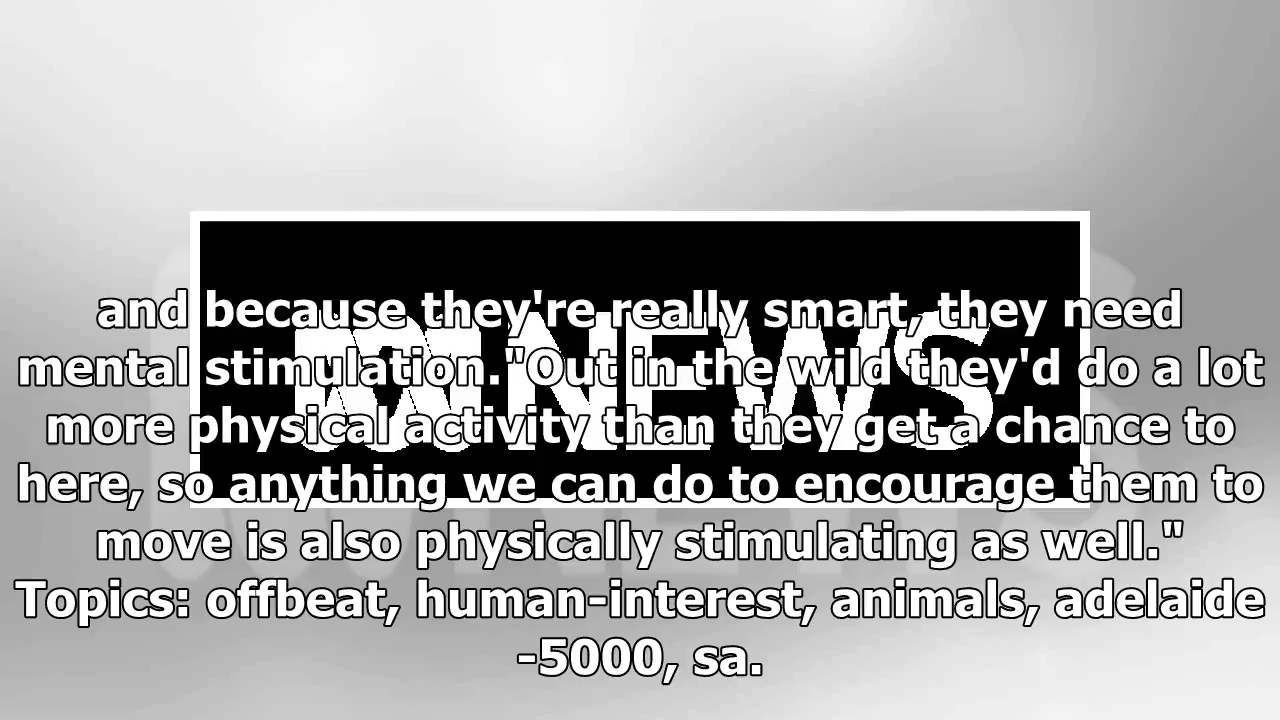 and because they're really smart, they need
mental stimulation."Out in the wild they'd do a lot
more physical activity than they get a chance to
here, so anything we can do to encourage them to
move is also physically stimulating as well."
Topics: offbeat, human-interest, animals, adelaide
-5000, sa.
NEWS